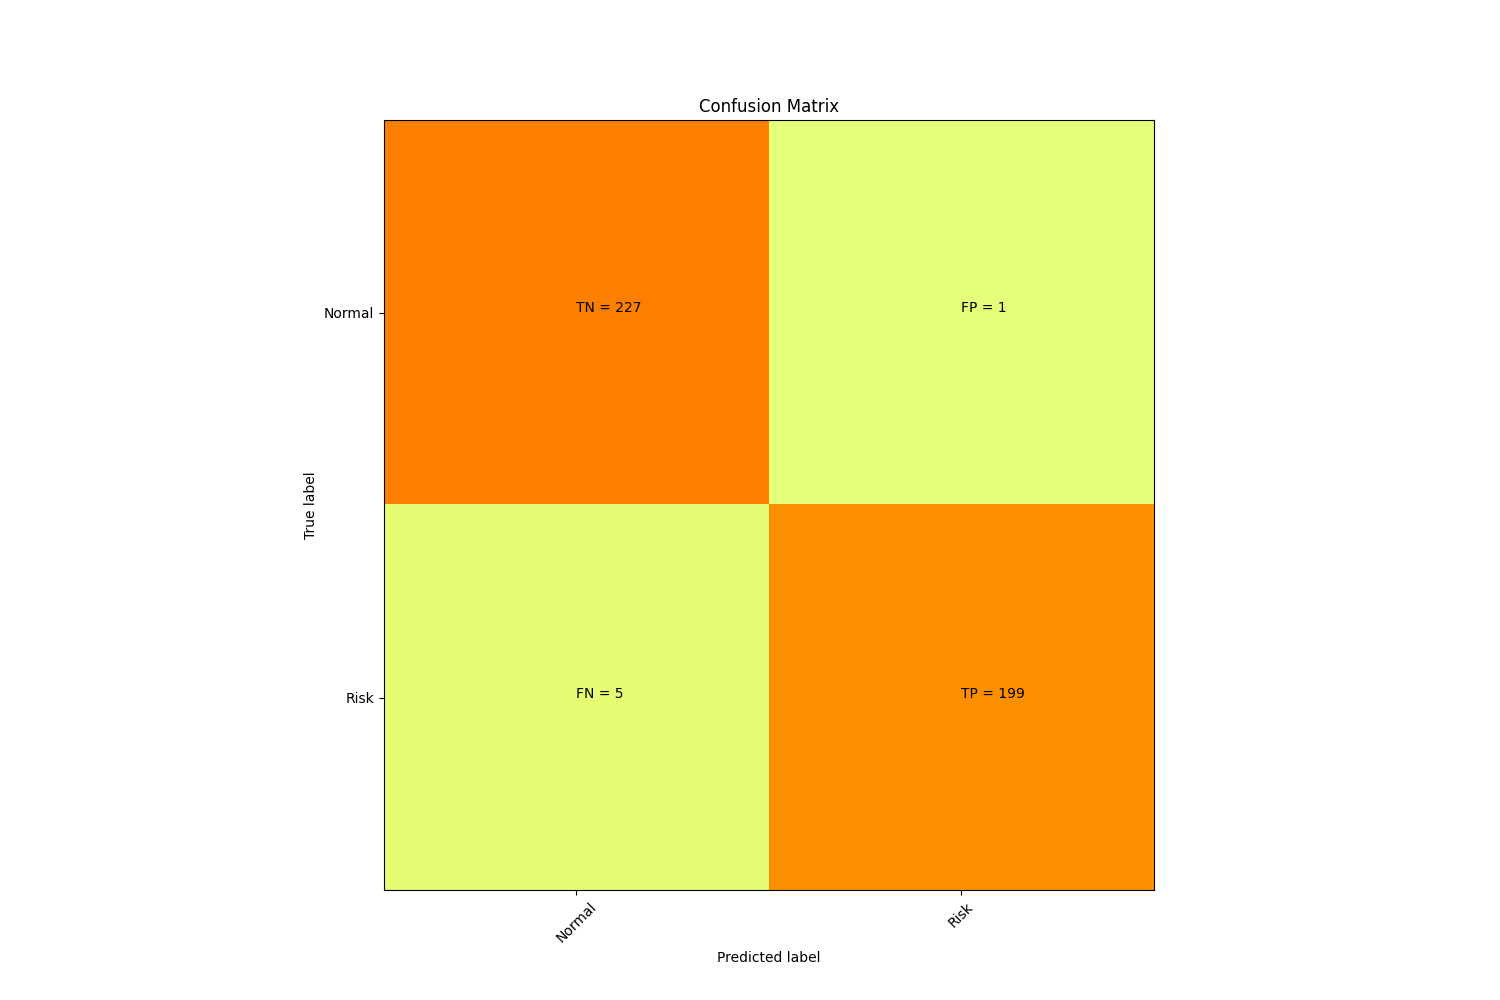 Confusion Matrix
Normal
TN = 227
FP = 1
True label
Risk
FN = 5
TP = 199
Normal
Risk
Predicted label